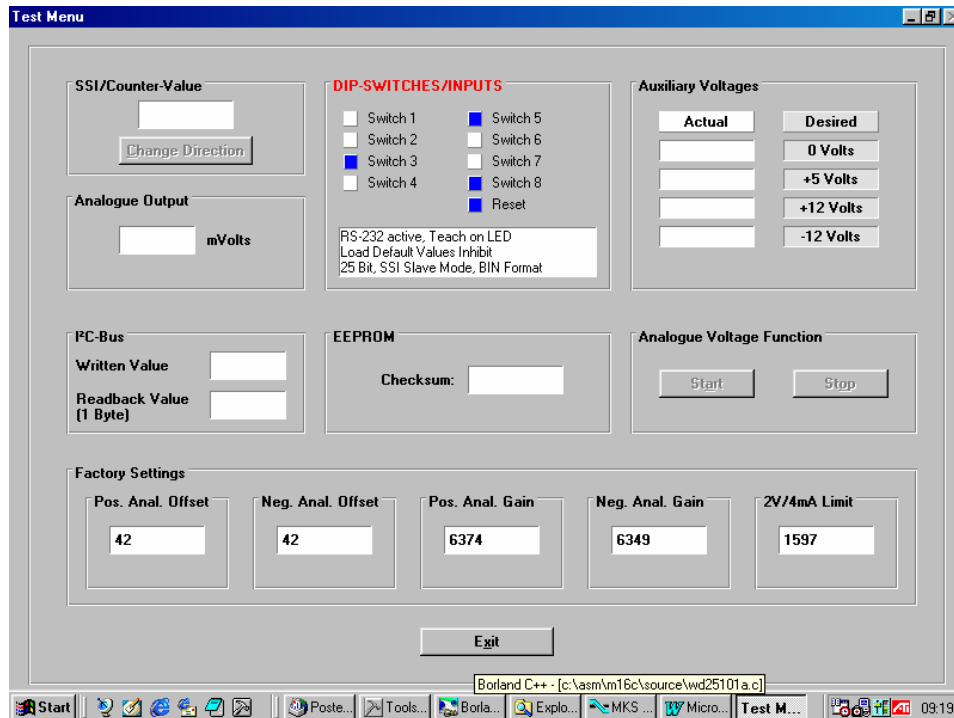 Test Menu
SSI/Counter-Value
Change Direction
Analogue Output
mVolts
DIP-SWITCHES/INPUTS
Switch 1
Switch 2
Switch 3
Switch 4
Switch 5
Switch 6
Switch 7
Switch 8
Reset
RS-232 active, Teach on LED
Load Default Values Inhibit
25 Bit, SSI Slave Mode, BIN Format
Auxiliary Voltages
Actual Desired
0 Volts
+5 Volts
+12 Volts
-12 Volts
I²C-Bus
Written Value
Readback Value
(1 Byte)
EEPROM
Checksum:
Analogue Voltage Function
Start Stop
Factory Settings
Pos. Anal. Offset
42
Neg. Anal. Offset
42
Pos. Anal. Gain
6374
Neg. Anal. Gain
6349
2V/4mA Limit
1597
Exit
Borland C++ - [c:\asm\m16c\source\wd25101a.c]
Start Poste... Tools... Borla... Explo... MKS ... Micro... Test M... 09:19